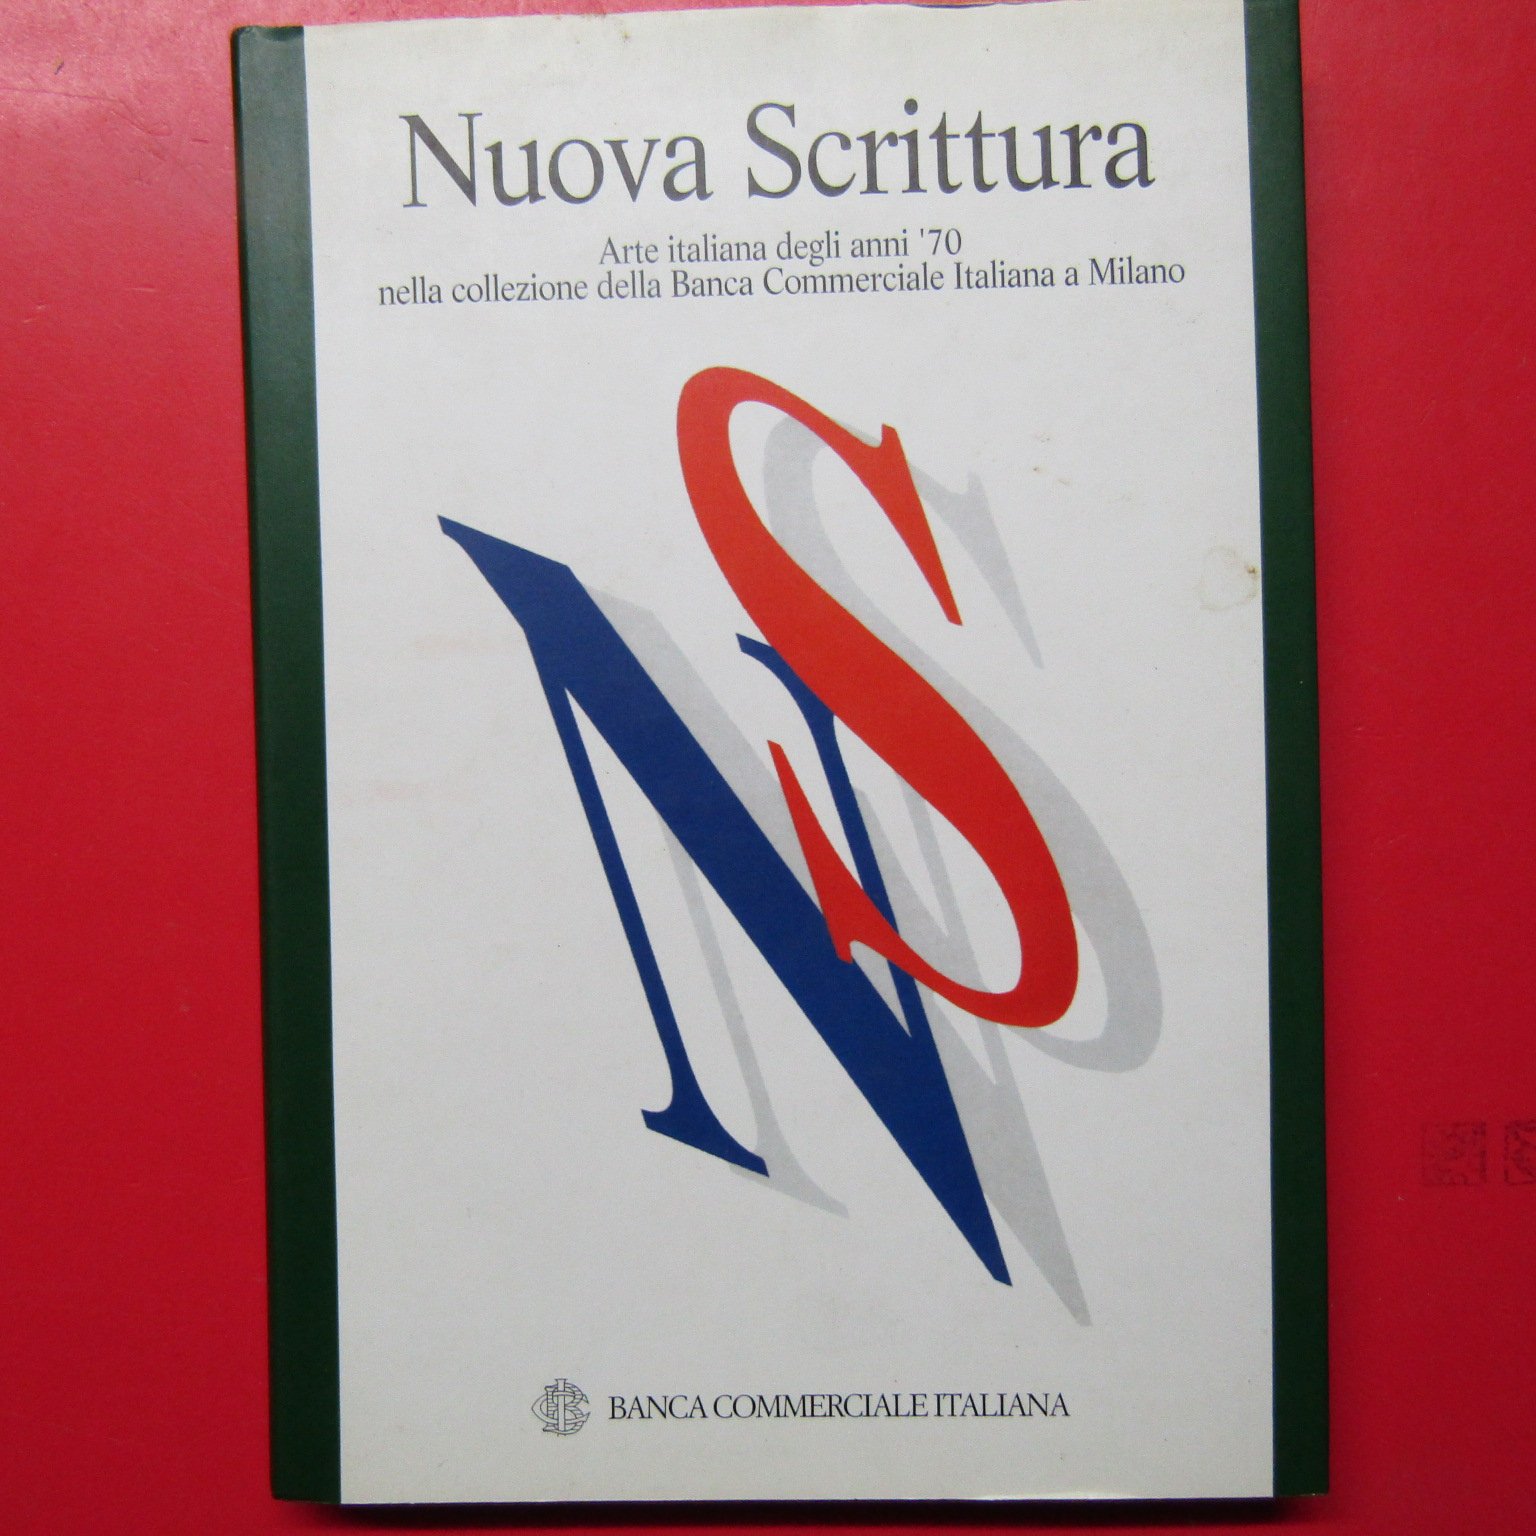 Nuova Scrittura
Arte italiana degli anni '70
nella collezione della Banca Commerciale Italiana a Milano
NS
BANCA COMMERCIALE ITALIANA